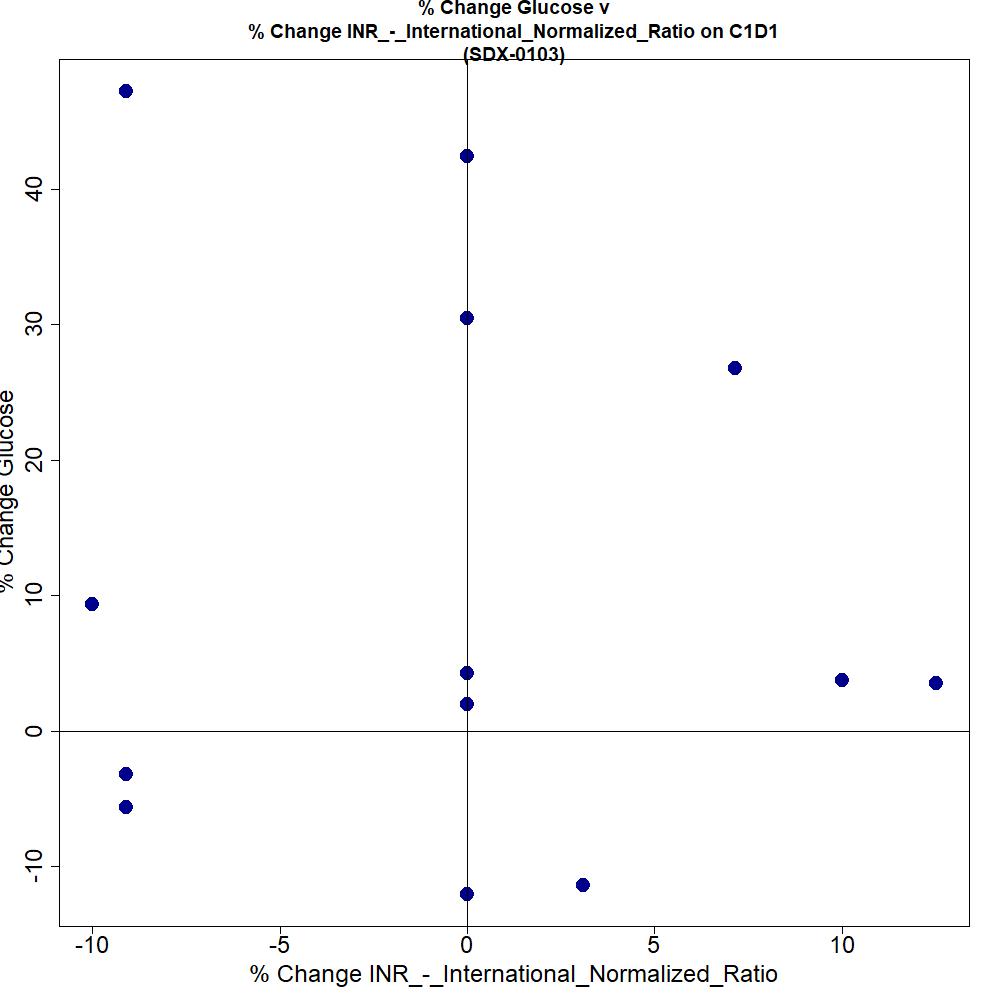 % Change Glucose v
% Change INR_-_International_Normalized_Ratio on C1D1
(SDX-0103)
% Change Glucose
40
30
20
10
0
-10
-10
-5
0
5
10
% Change INR_-_International_Normalized_Ratio